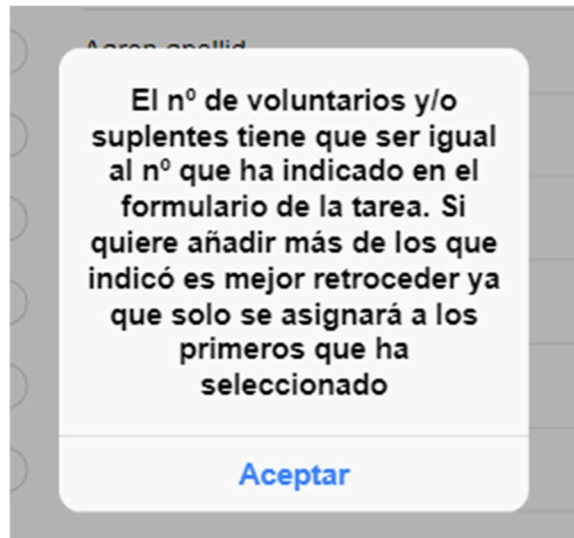 El nº de voluntarios y/o
suplentes tiene que ser igual
al nº que ha indicado en el
formulario de la tarea. Si
quiere añadir más de los que
indicó es mejor retroceder ya
que solo se asignará a los
primeros que ha
seleccionado
Aceptar